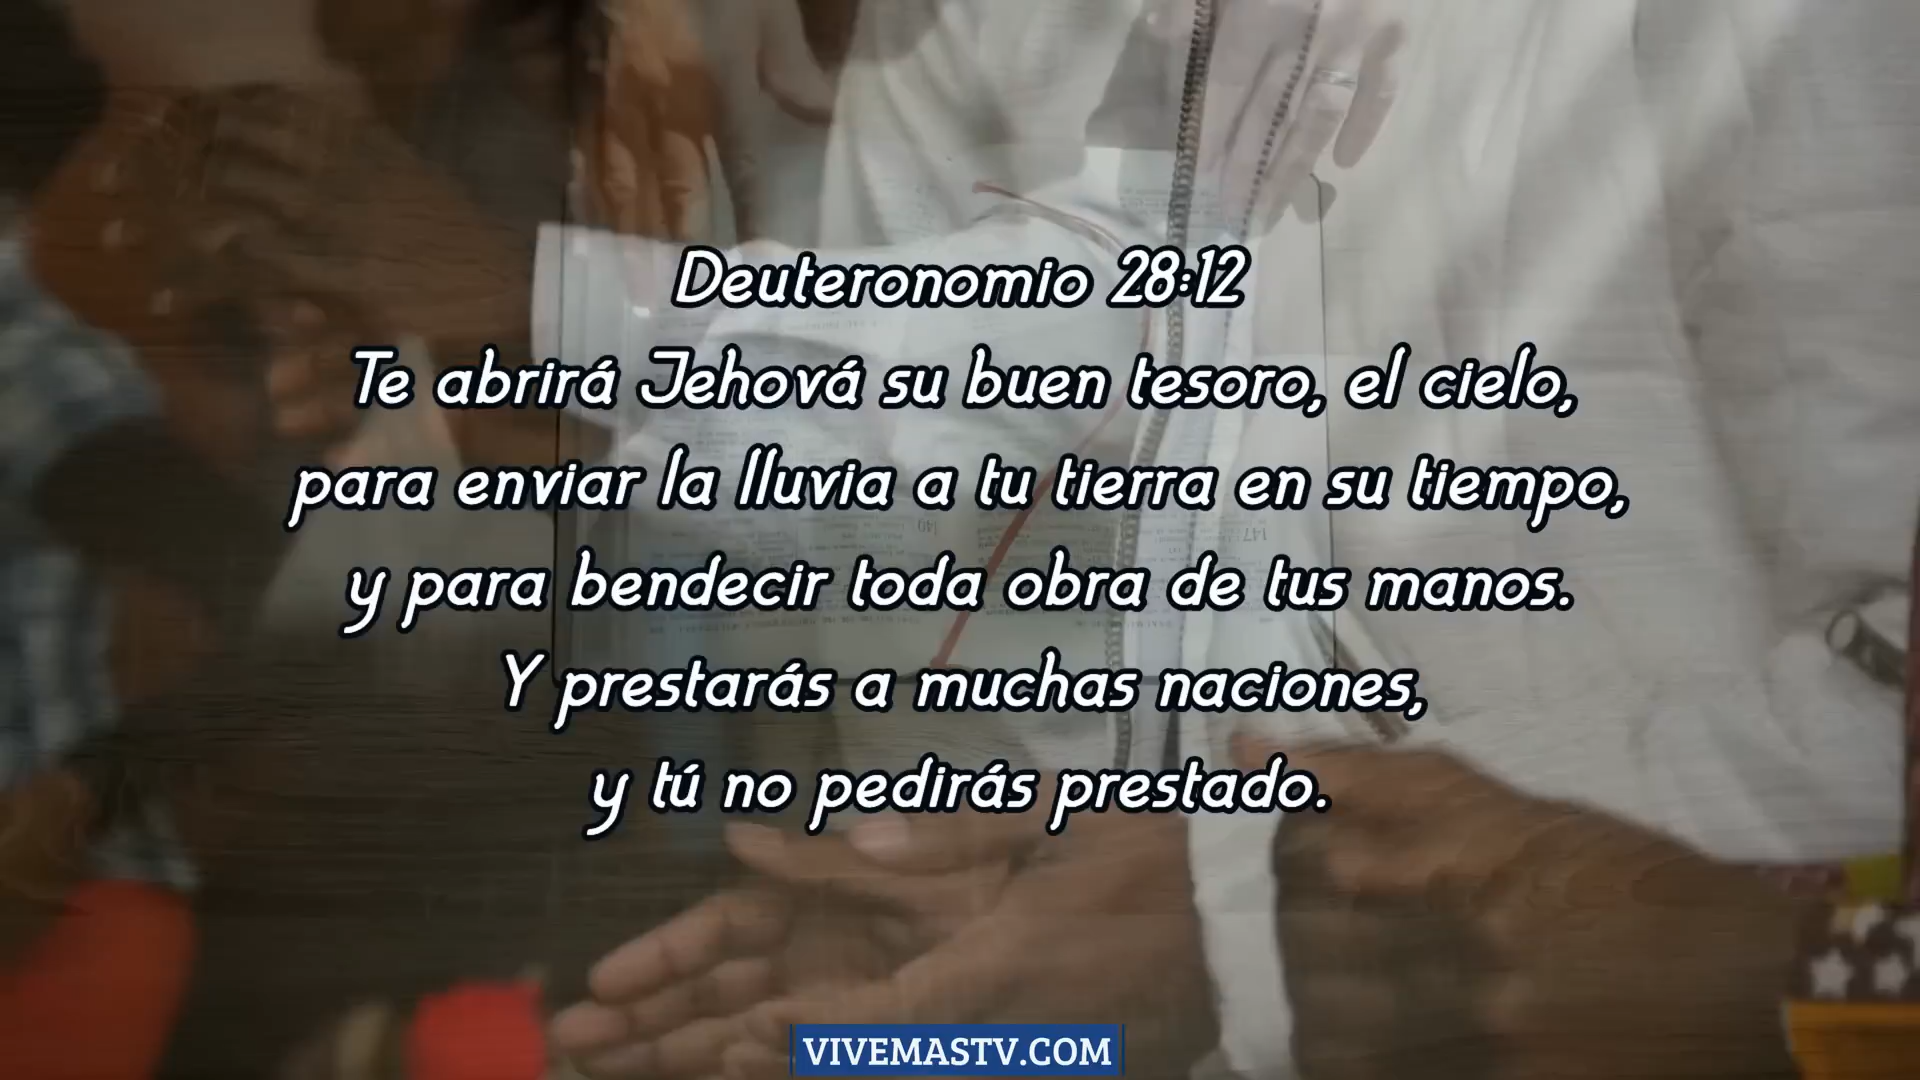 Deuteronomio 28:12
Te abrirá Jehová su buen tesoro, el cielo,
para enviar la lluvia a tu tierra en su tiempo,
y para bendecir toda obra de tus manos.
Y prestarás a muchas naciones,
y tú no pedirás prestado.
VIVEMASTV.COM